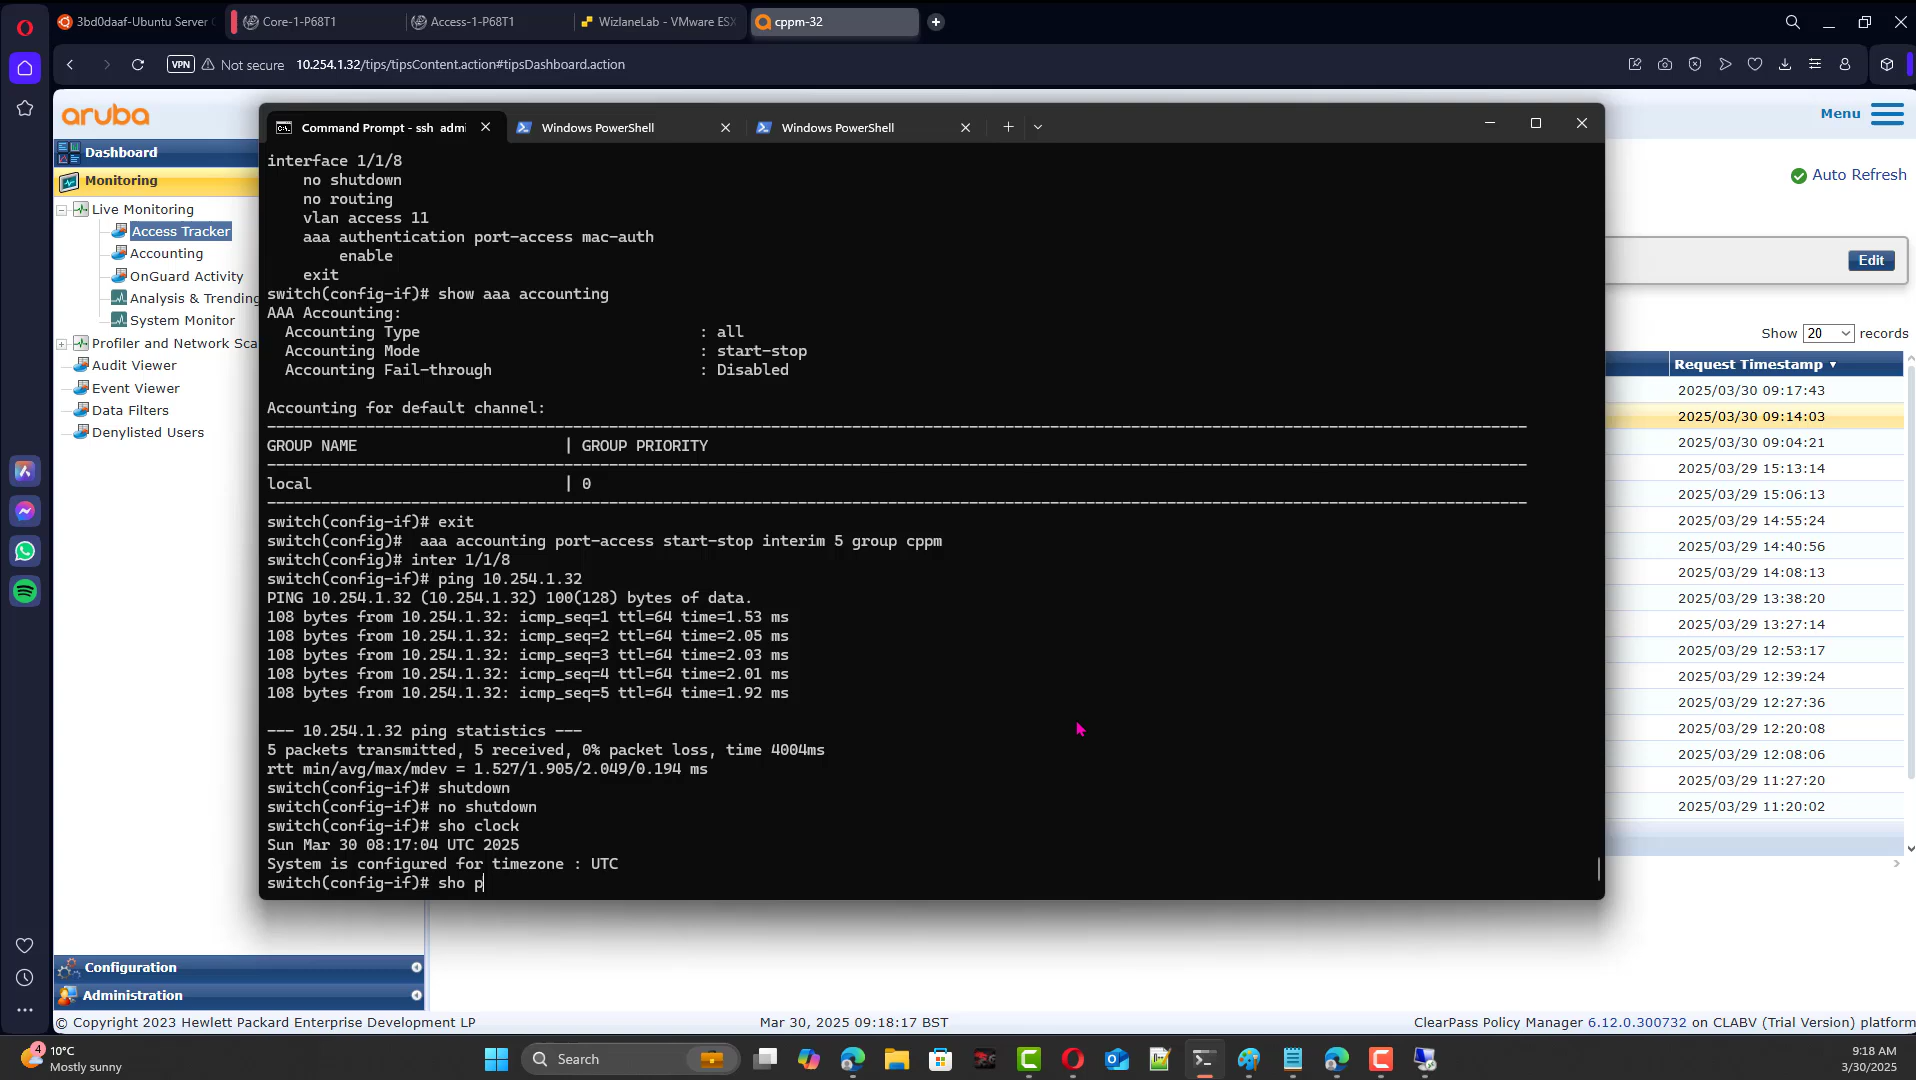 3bd0daaf-Ubuntu Server
Core-1-P68T1
Access-1-P68T1
WizlaneLab - VMware ESX
cppm-32
VPN
Not secure
10.254.1.32/tips/tipsContent.action#tipsDashboard.action
aruba
Menu
Dashboard
Monitoring
Live Monitoring
Access Tracker
Accounting
OnGuard Activity
Analysis & Trending
System Monitor
Profiler and Network Sca
Audit Viewer
Event Viewer
Data Filters
Denylisted Users
Configuration
Administration
Command Prompt - ssh admi
Windows PowerShell
Windows PowerShell
interface 1/1/8
no shutdown
no routing
vlan access 11
aaa authentication port-access mac-auth
enable
exit
switch(config-if)# show aaa accounting
AAA Accounting:
Accounting Type : all
Accounting Mode : start-stop
Accounting Fail-through : Disabled
Accounting for default channel:
GROUP NAME | GROUP PRIORITY
local | 0
switch(config-if)# exit
switch(config)#  aaa accounting port-access start-stop interim 5 group cppm
switch(config)# inter 1/1/8
switch(config-if)# ping 10.254.1.32
PING 10.254.1.32 (10.254.1.32) 100(128) bytes of data.
108 bytes from 10.254.1.32: icmp_seq=1 ttl=64 time=1.53 ms
108 bytes from 10.254.1.32: icmp_seq=2 ttl=64 time=2.05 ms
108 bytes from 10.254.1.32: icmp_seq=3 ttl=64 time=2.03 ms
108 bytes from 10.254.1.32: icmp_seq=4 ttl=64 time=2.01 ms
108 bytes from 10.254.1.32: icmp_seq=5 ttl=64 time=1.92 ms
--- 10.254.1.32 ping statistics ---
5 packets transmitted, 5 received, 0% packet loss, time 4004ms
rtt min/avg/max/mdev = 1.527/1.905/2.049/0.194 ms
switch(config-if)# shutdown
switch(config-if)# no shutdown
switch(config-if)# sho clock
Sun Mar 30 08:17:04 UTC 2025
System is configured for timezone : UTC
switch(config-if)# sho p
Auto Refresh
Edit
Show 20 records
Request Timestamp ▼
2025/03/30 09:17:43
2025/03/30 09:14:03
2025/03/30 09:04:21
2025/03/29 15:13:14
2025/03/29 15:06:13
2025/03/29 14:55:24
2025/03/29 14:40:56
2025/03/29 14:08:13
2025/03/29 13:38:20
2025/03/29 13:27:14
2025/03/29 12:53:17
2025/03/29 12:39:24
2025/03/29 12:27:36
2025/03/29 12:20:08
2025/03/29 12:08:06
2025/03/29 11:27:20
2025/03/29 11:20:02
© Copyright 2023 Hewlett Packard Enterprise Development LP
Mar 30, 2025 09:18:17 BST
ClearPass Policy Manager 6.12.0.300732 on CLABV (Trial Version) platform
4
10°C
Mostly sunny
Search
9:18 AM
3/30/2025